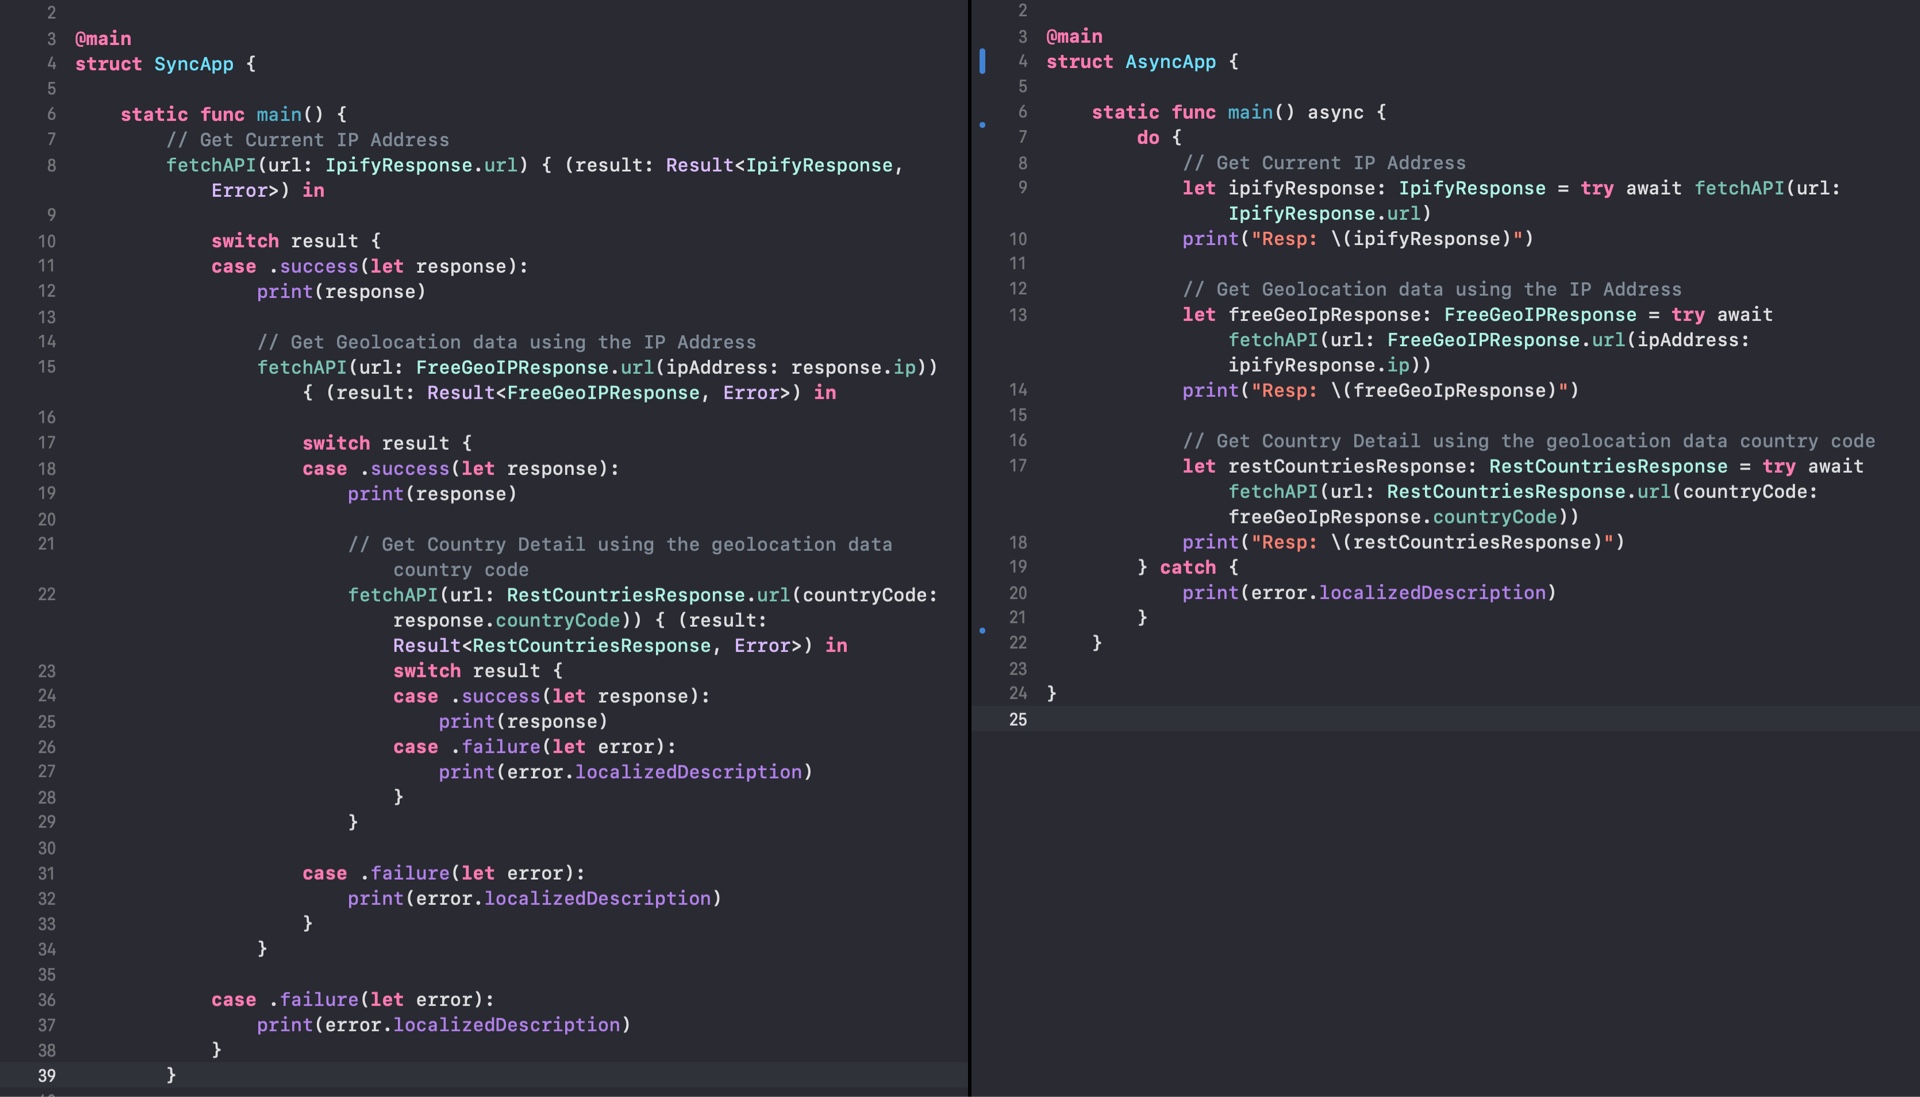 2
3 @main
4 struct SyncApp {
5
6 static func main() {
7 // Get Current IP Address
8 fetchAPI(url: IpifyResponse.url) { (result: Result<IpifyResponse,
Error>) in
9
10 switch result {
11 case .success(let response):
12 print(response)
13
14 // Get Geolocation data using the IP Address
15 fetchAPI(url: FreeGeoIPResponse.url(ipAddress: response.ip))
{ (result: Result<FreeGeoIPResponse, Error>) in
16
17 switch result {
18 case .success(let response):
19 print(response)
20
21 // Get Country Detail using the geolocation data
country code
22 fetchAPI(url: RestCountriesResponse.url(countryCode:
response.countryCode)) { (result:
Result<RestCountriesResponse, Error>) in
23 switch result {
24 case .success(let response):
25 print(response)
26 case .failure(let error):
27 print(error.localizedDescription)
28 }
29 }
30
31 case .failure(let error):
32 print(error.localizedDescription)
33 }
34 }
35
36 case .failure(let error):
37 print(error.localizedDescription)
38 }
39 }
2
3 @main
4 struct AsyncApp {
5
6 static func main() async {
7 do {
8 // Get Current IP Address
9 let ipifyResponse: IpifyResponse = try await fetchAPI(url:
IpifyResponse.url)
10 print("Resp: \(ipifyResponse)")
11
12 // Get Geolocation data using the IP Address
13 let freeGeoIpResponse: FreeGeoIPResponse = try await
fetchAPI(url: FreeGeoIPResponse.url(ipAddress:
ipifyResponse.ip))
14 print("Resp: \(freeGeoIpResponse)")
15
16 // Get Country Detail using the geolocation data country code
17 let restCountriesResponse: RestCountriesResponse = try await
fetchAPI(url: RestCountriesResponse.url(countryCode:
freeGeoIpResponse.countryCode))
18 print("Resp: \(restCountriesResponse)")
19 } catch {
20 print(error.localizedDescription)
21 }
22 }
23
24 }
25